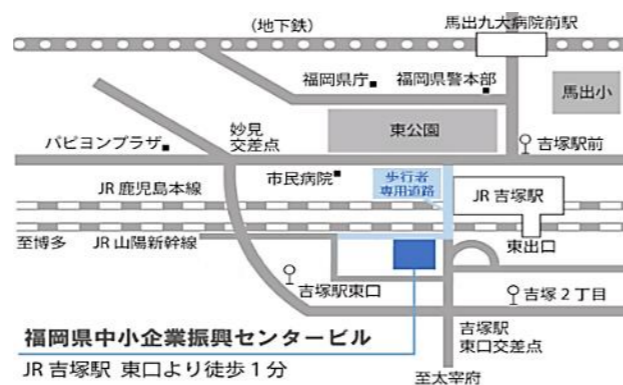 (地下鉄)
馬出九大病院前駅
福岡県庁
福岡県警本部
馬出小
東公園
妙見
交差点
パピヨンプラザ
吉塚駅前
市民病院
歩行者
専用道路
JR 鹿児島本線
JR 吉塚駅
至博多
JR 山陽新幹線
東出口
吉塚駅東口
吉塚2丁目
福岡県中小企業振興センタービル
吉塚駅
東口交差点
JR 吉塚駅 東口より徒歩1分
至太宰府